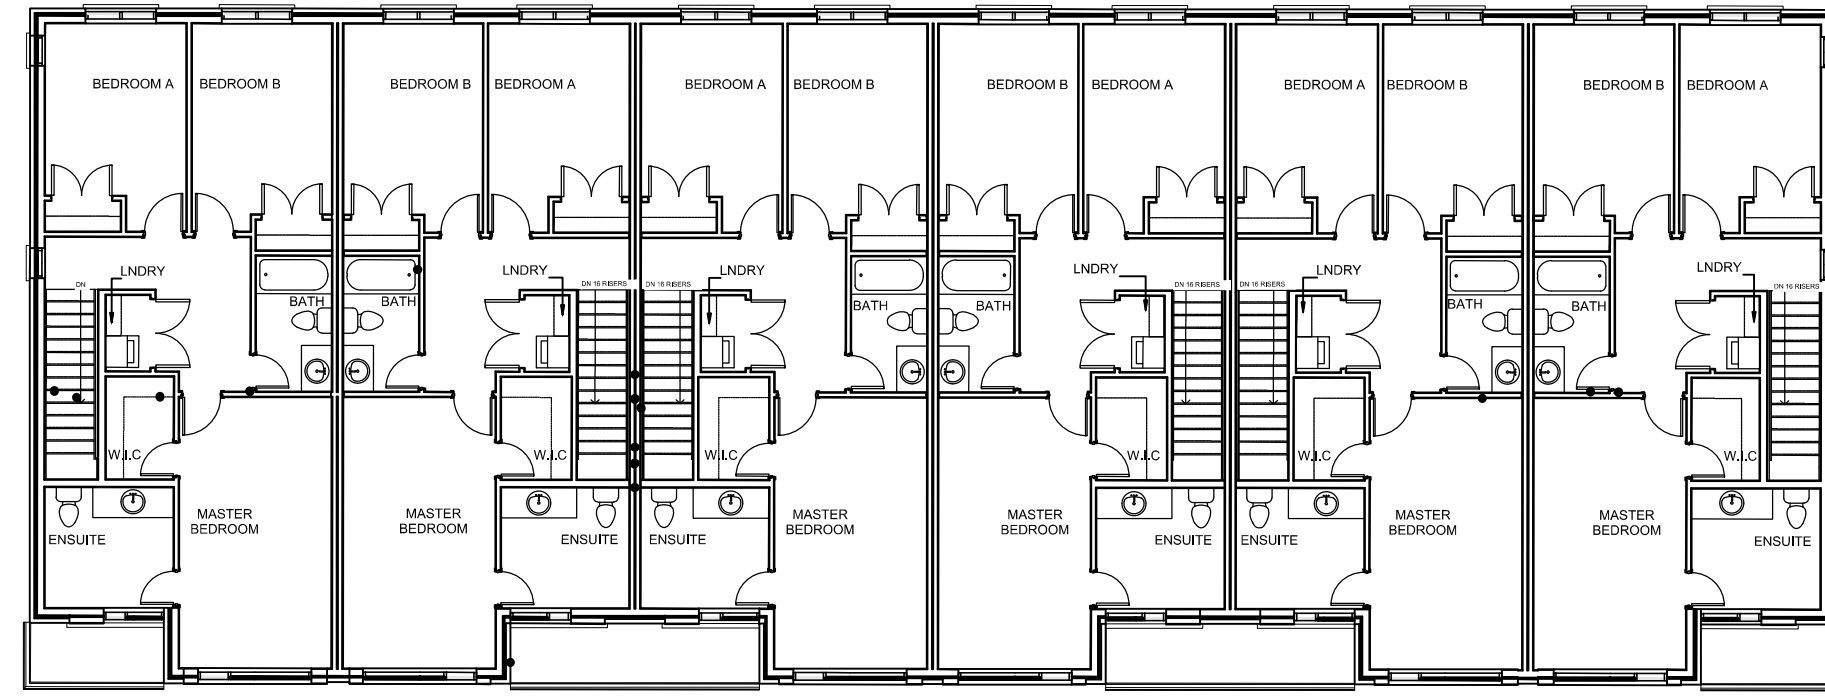 BEDROOM A
BEDROOM B
BEDROOM B
BEDROOM A
BEDROOM A
BEDROOM B
BEDROOM B
BEDROOM A
BEDROOM A
BEDROOM B
BEDROOM B
BEDROOM A
LNDRY
LNDRY
LNDRY
LNDRY
LNDRY
LNDRY
DN
DN 16 RISERS
DN 16 RISERS
DN 16 RISERS
DN 16 RISERS
DN 16 RISERS
BATH
BATH
BATH
BATH
BATH
BATH
W.I.C
W.I.C
W.I.C
W.I.C
W.I.C
W.I.C
MASTER
BEDROOM
MASTER
BEDROOM
MASTER
BEDROOM
MASTER
BEDROOM
MASTER
BEDROOM
MASTER
BEDROOM
ENSUITE
ENSUITE
ENSUITE
ENSUITE
ENSUITE
ENSUITE